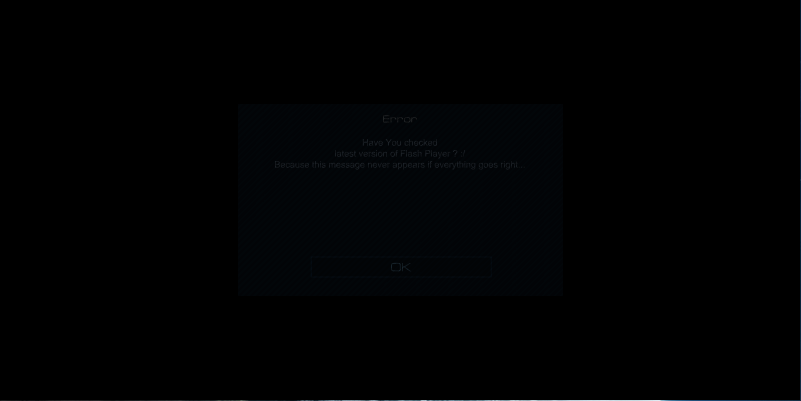 Error
Have You checked
latest version of Flash Player ? :/
Because this message never appears if everything goes right...
OK